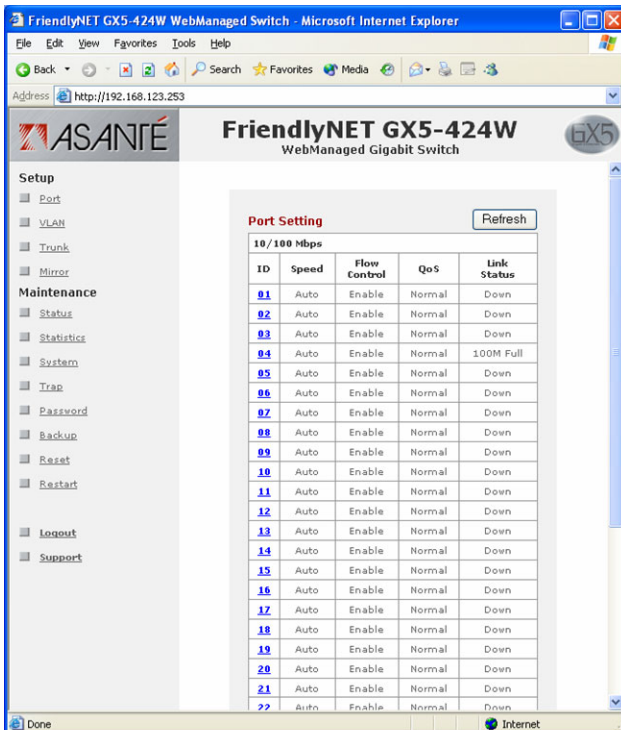 FriendlyNET GX5-424W WebManaged Switch - Microsoft Internet Explorer
File Edit View Favorites Tools Help
Back Search Favorites Media
Address http://192.168.123.253
ASANTÉ
FriendlyNET GX5-424W
WebManaged Gigabit Switch
GX5
Setup
Port
VLAN
Trunk
Mirror
Maintenance
Status
Statistics
System
Trap
Password
Backup
Reset
Restart
Logout
Support
Port Setting Refresh
10/100 Mbps
ID Speed Flow Control QoS Link Status
01 Auto Enable Normal Down
02 Auto Enable Normal Down
03 Auto Enable Normal Down
04 Auto Enable Normal 100M Full
05 Auto Enable Normal Down
06 Auto Enable Normal Down
07 Auto Enable Normal Down
08 Auto Enable Normal Down
09 Auto Enable Normal Down
10 Auto Enable Normal Down
11 Auto Enable Normal Down
12 Auto Enable Normal Down
13 Auto Enable Normal Down
14 Auto Enable Normal Down
15 Auto Enable Normal Down
16 Auto Enable Normal Down
17 Auto Enable Normal Down
18 Auto Enable Normal Down
19 Auto Enable Normal Down
20 Auto Enable Normal Down
21 Auto Enable Normal Down
22 Auto Enable Normal Down
Done Internet